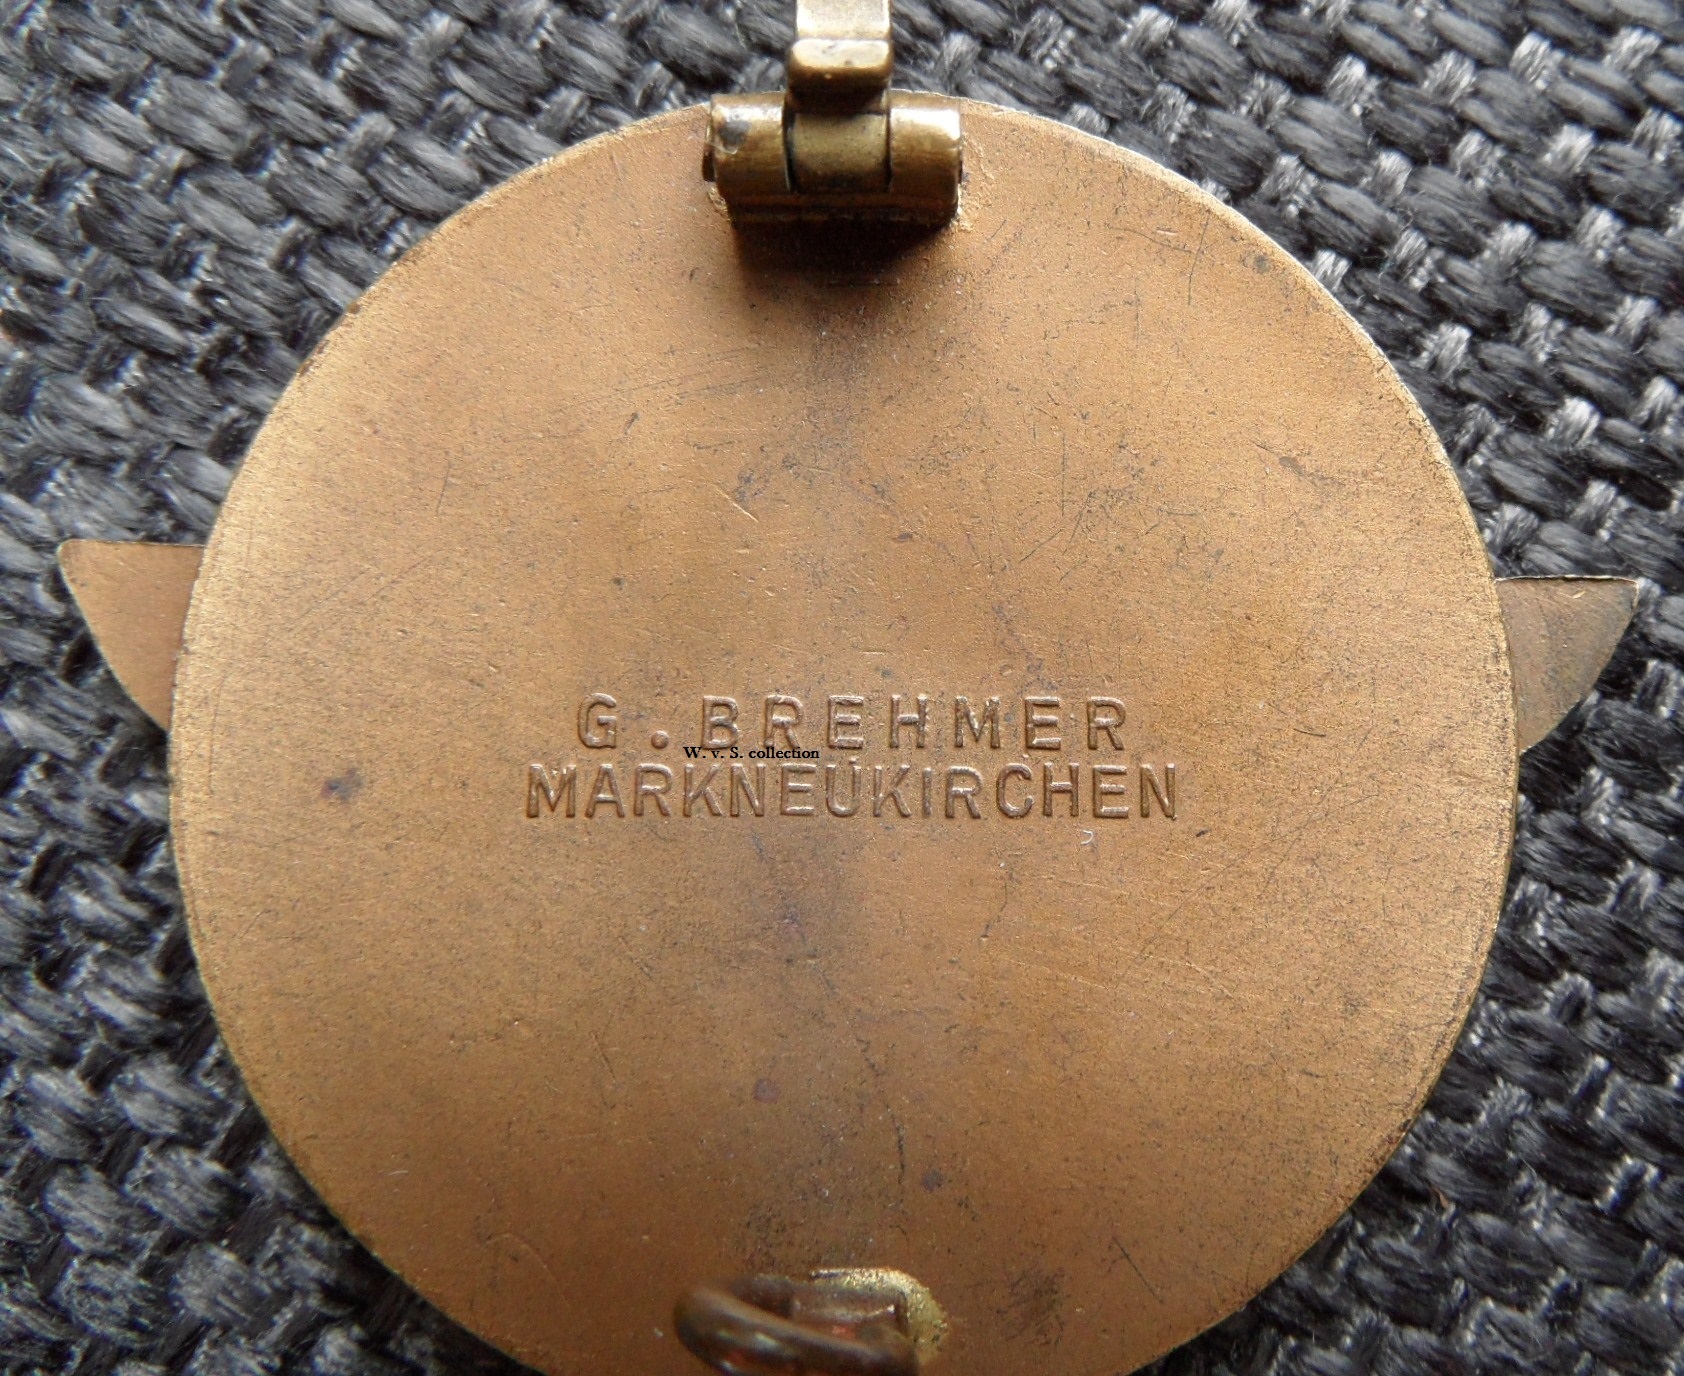 G. BREHMER
W. v. S. collection
MARKNEUKIRCHEN